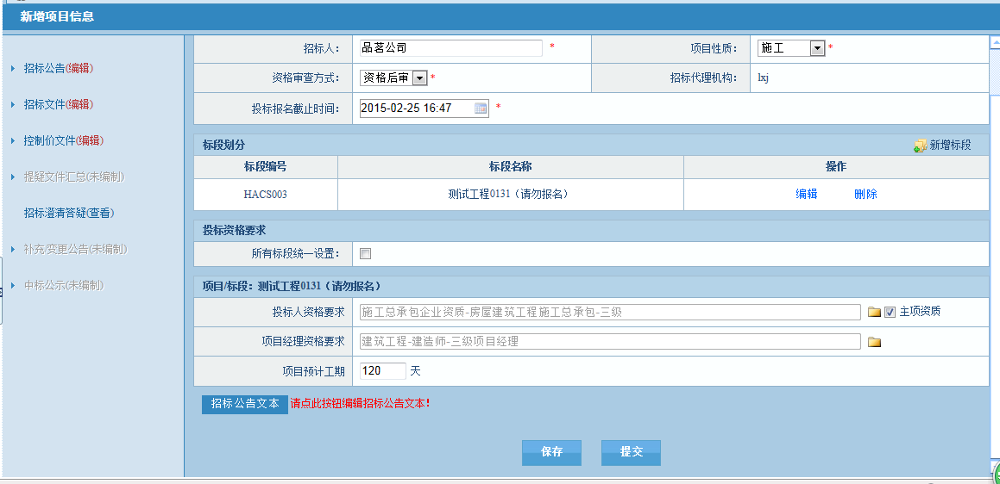 新增项目信息
招标公告(编辑)
招标文件(编辑)
控制价文件(编辑)
提疑文件汇总(未编制)
招标澄清答疑(查看)
补充/变更公告(未编制)
中标公示(未编制)
招标人： 品茗公司 * 项目性质： 施工 *
资格审查方式： 资格后审 * 招标代理机构： lxj
投标报名截止时间： 2015-02-25 16:47 *
标段划分 新增标段
标段编号 标段名称 操作
HACS003 测试工程0131（请勿报名） 编辑 删除
投标资格要求
所有标段统一设置：
项目/标段：测试工程0131（请勿报名）
投标人资格要求 施工总承包企业资质-房屋建筑工程施工总承包-三级 主项资质
项目经理资格要求 建筑工程-建造师-三级项目经理
项目预计工期 120 天
招标公告文本 请点此按钮编辑招标公告文本！
保存 提交